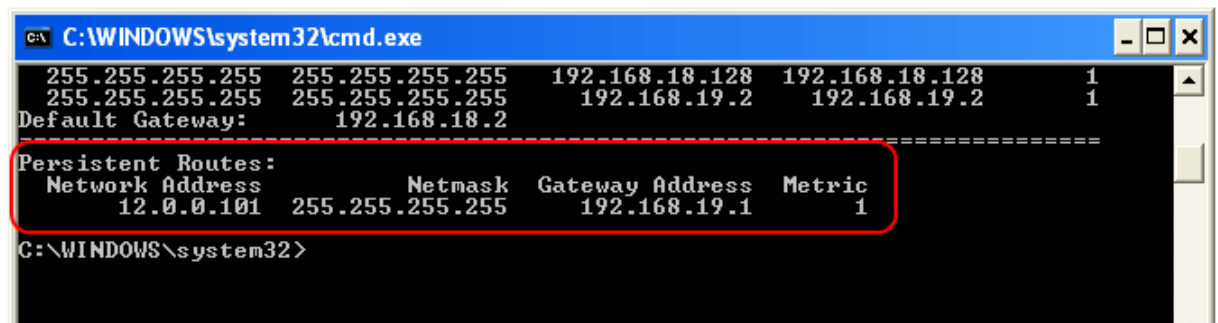 C:\WINDOWS\system32\cmd.exe
255.255.255.255 255.255.255.255 192.168.18.128 192.168.18.128 1
255.255.255.255 255.255.255.255 192.168.19.2 192.168.19.2 1
Default Gateway: 192.168.18.2
===========================================================================
Persistent Routes:
Network Address Netmask Gateway Address Metric
12.0.0.101 255.255.255.255 192.168.19.1 1
C:\WINDOWS\system32>